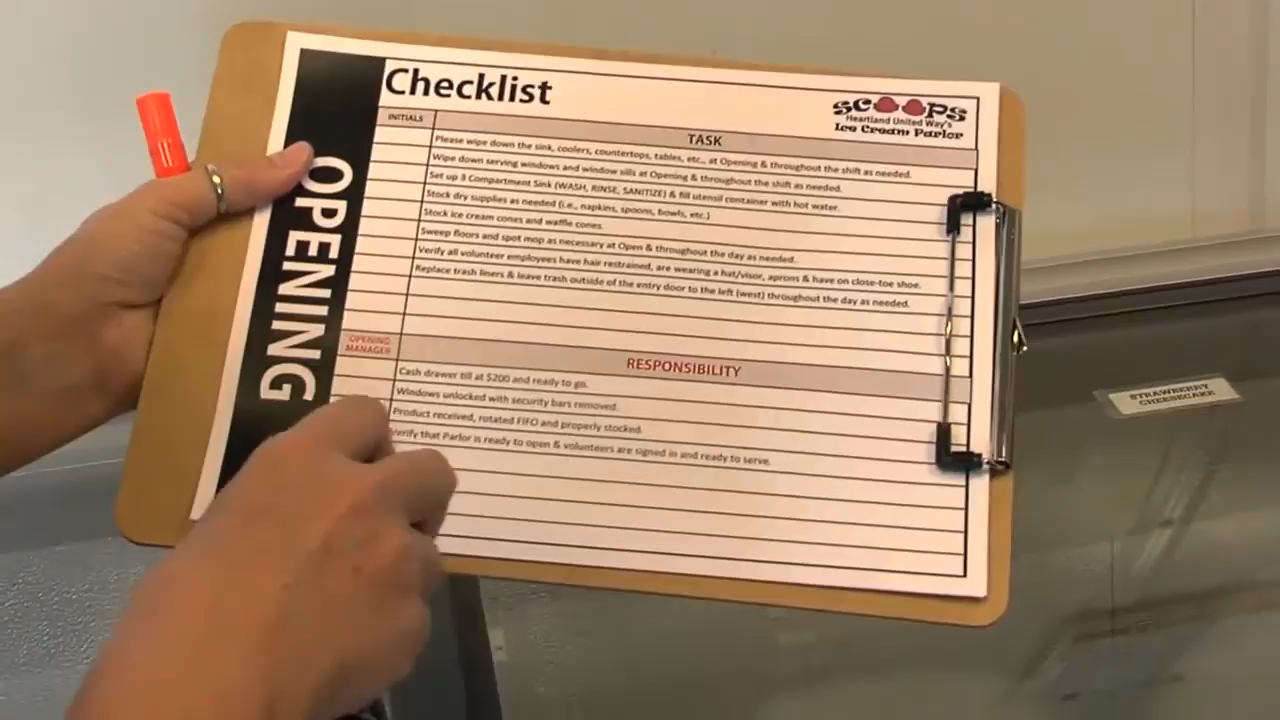 OPENING
Checklist
SCOOPS
Heartland United Way's
Ice Cream Parlor
INITIALS
TASK
Please wipe down the sink, coolers, countertops, tables, etc., at Opening & throughout the shift as needed.
Wipe down serving windows and window sills at Opening & throughout the shift as needed.
Set up 3 Compartment Sink (WASH, RINSE, SANITIZE) & fill utensil container with hot water.
Stock dry supplies as needed (i.e., napkins, spoons, bowls, etc.)
Stock ice cream cones and waffle cones.
Sweep floors and spot mop as necessary at Open & throughout the day as needed.
Verify all volunteer employees have hair restrained, are wearing a hat/visor, aprons & have on close-toe shoe.
Replace trash liners & leave trash outside of the entry door to the left (west) throughout the day as needed.
OPENING
MANAGER
RESPONSIBILITY
Cash drawer till at $200 and ready to go.
Windows unlocked with security bars removed.
Product received, rotated FIFO and properly stocked.
Verify that Parlor is ready to open & volunteers are signed in and ready to serve.
STRAWBERRY
CHEESECAKE